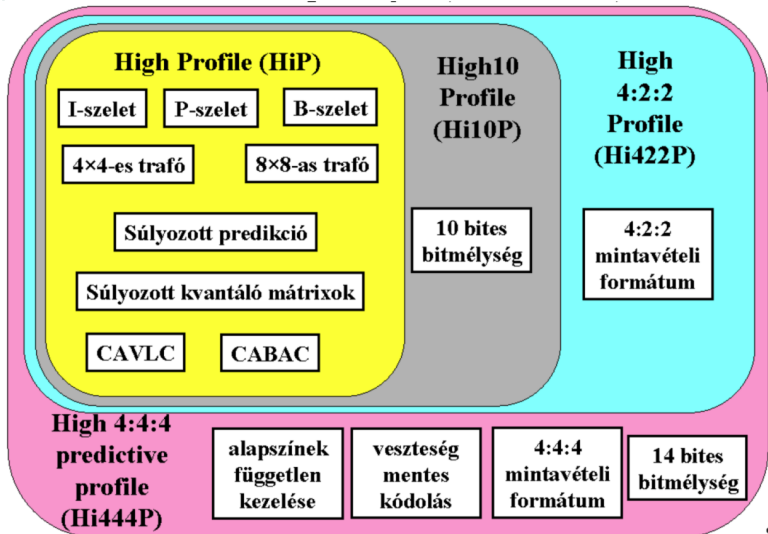 High Profile (HiP)
I-szelet
P-szelet
B-szelet
4×4-es trafó
8×8-as trafó
Súlyozott predikció
Súlyozott kvantáló mátrixok
CAVLC
CABAC
High10
Profile
(Hi10P)
10 bites
bitmélység
High
4:2:2
Profile
(Hi422P)
4:2:2
mintavételi
formátum
High 4:4:4
predictive
profile
(Hi444P)
alapszínek
független
kezelése
veszteség
mentes
kódolás
4:4:4
mintavételi
formátum
14 bites
bitmélység